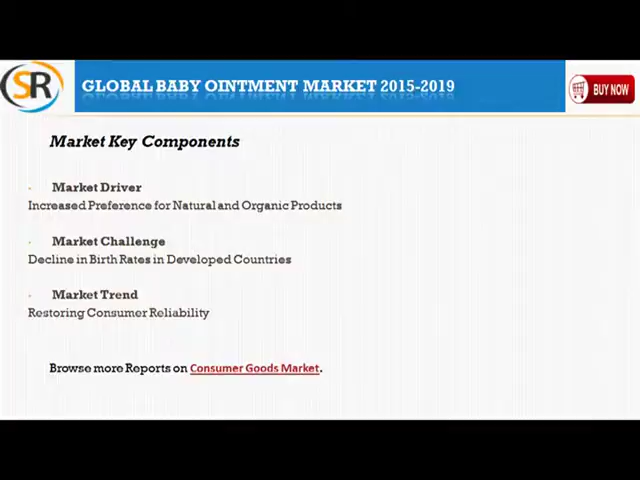 SR
GLOBAL BABY OINTMENT MARKET 2015-2019
BUY NOW
Market Key Components
Market Driver
Increased Preference for Natural and Organic Products
Market Challenge
Decline in Birth Rates in Developed Countries
Market Trend
Restoring Consumer Reliability
Browse more Reports on Consumer Goods Market.